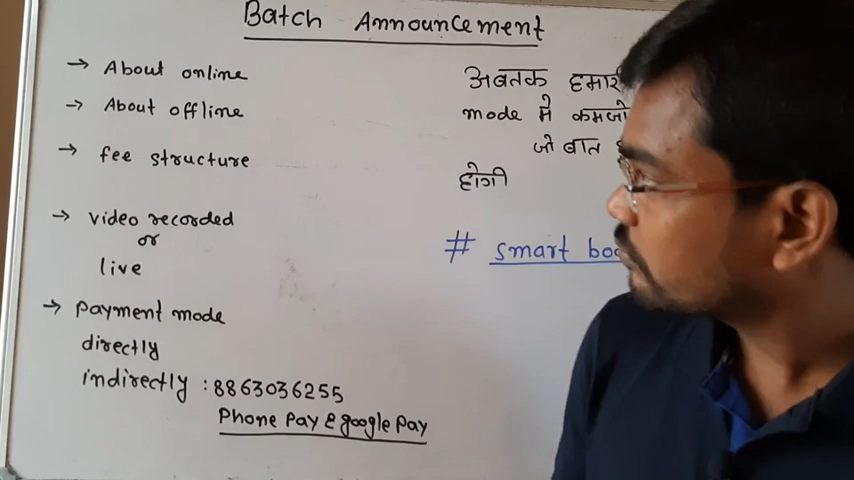 Batch Announcement
→ About online
→ About offline
→ fee structure
→ video recorded
or
live
→ payment mode
directly
indirectly : 8863036255
Phone Pay & google pay
अबतक
mode में
जो बात
होगी
# smart